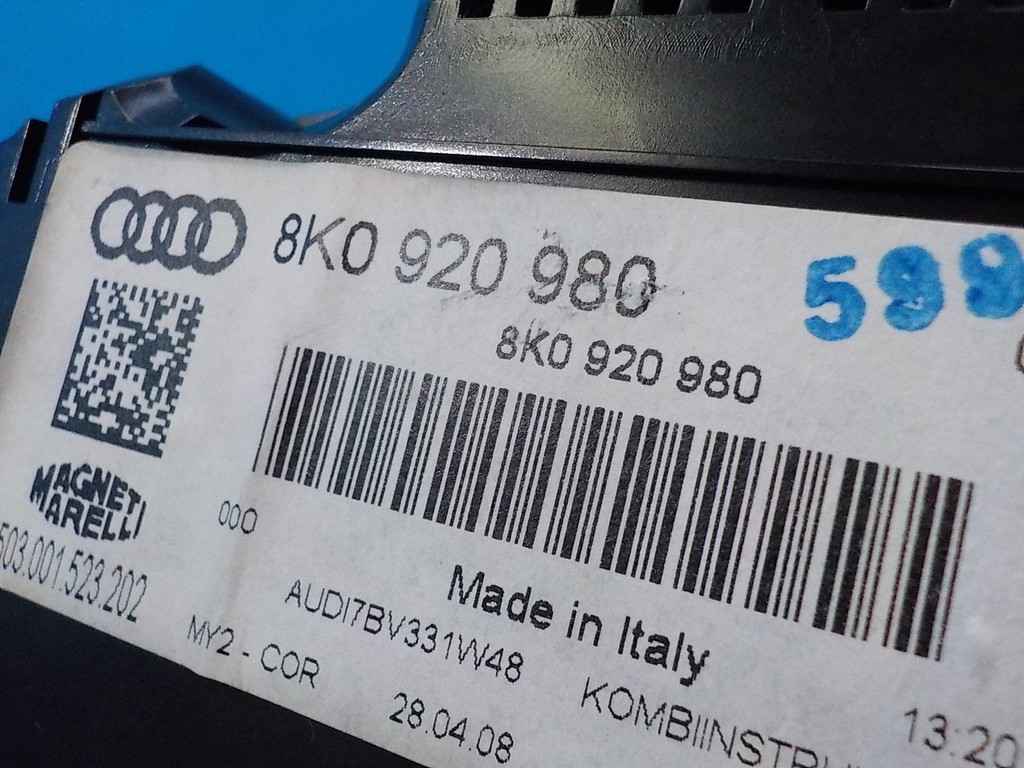 8K0 920 980
599
8K0 920 980
MAGNETI
MARELLI
000
503.001.523.202
Made in Italy
AUDI7BV331W48
MY2 - COR
28.04.08
13:20